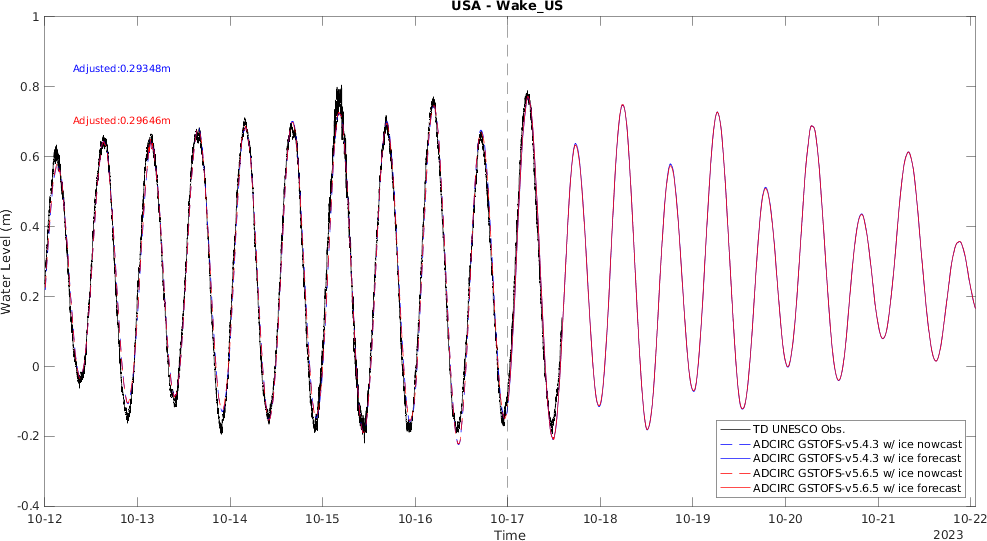 USA - Wake_US
1
0.8
0.6
0.4
0.2
0
-0.2
-0.4
Water Level (m)
Adjusted:0.29348m
Adjusted:0.29646m
TD UNESCO Obs.
ADCIRC GSTOFS-v5.4.3 w/ ice nowcast
ADCIRC GSTOFS-v5.4.3 w/ ice forecast
ADCIRC GSTOFS-v5.6.5 w/ ice nowcast
ADCIRC GSTOFS-v5.6.5 w/ ice forecast
10-12 10-13 10-14 10-15 10-16 10-17 10-18 10-19 10-20 10-21 10-22
Time
2023